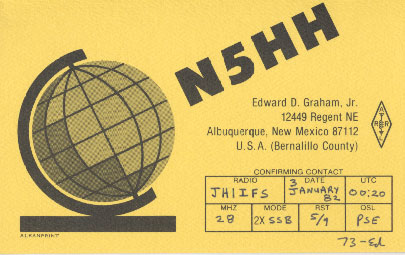 N5HH
Edward D. Graham, Jr.
12449 Regent NE
Albuquerque, New Mexico 87112
U.S.A. (Bernalillo County)
CONFIRMING CONTACT
RADIO DATE UTC
JH1IFS 3 JANUARY 82 00:20
MHZ MODE RST QSL
28 2X SSB 5/9 PSE
73-Ed